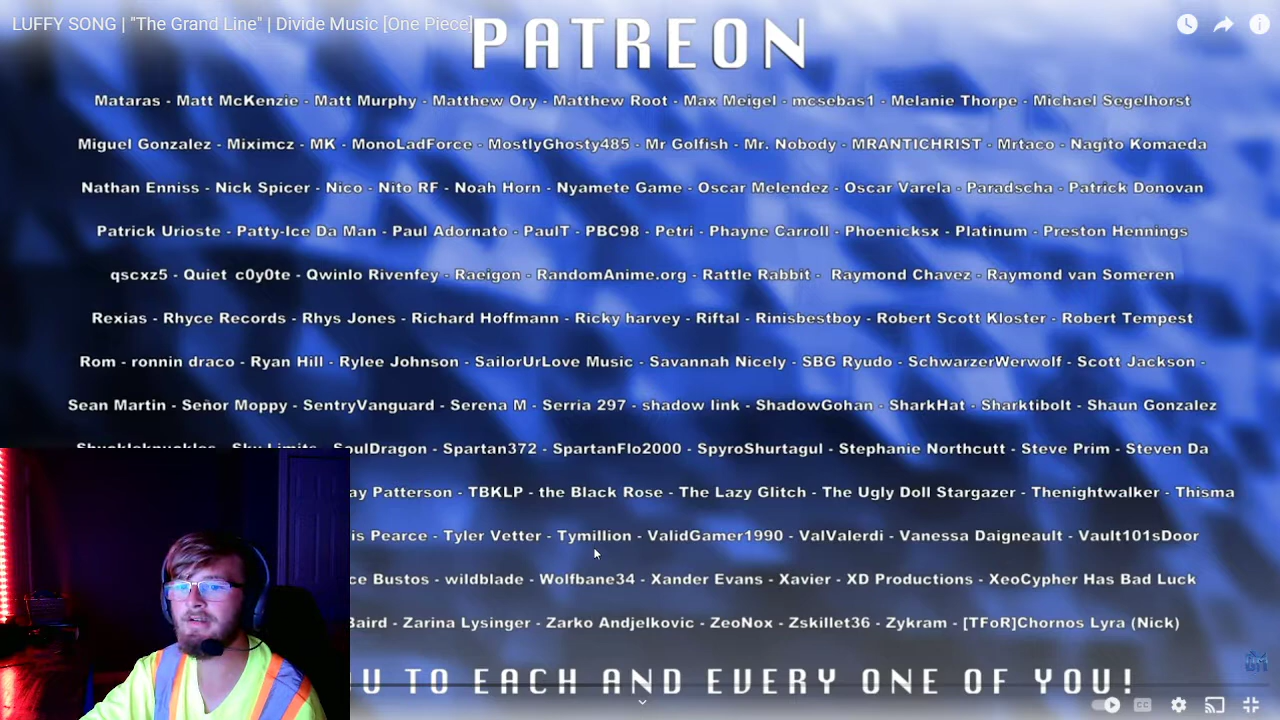 LUFFY SONG | "The Grand Line" | Divide Music [One Piece]
PATREON
Mataras - Matt McKenzie - Matt Murphy - Matthew Ory - Matthew Root - Max Meigel - mcsebas1 - Melanie Thorpe - Michael Segelhorst
Miguel Gonzalez - Miximcz - MK - MonoLadForce - MostlyGhosty485 - Mr Golfish - Mr. Nobody - MRANTICHRIST - Mrtaco - Nagito Komaeda
Nathan Enniss - Nick Spicer - Nico - Nito RF - Noah Horn - Nyamete Game - Oscar Melendez - Oscar Varela - Paradscha - Patrick Donovan
Patrick Urioste - Patty-Ice Da Man - Paul Adornato - PaulT - PBC98 - Petri - Phayne Carroll - Phoenicksx - Platinum - Preston Hennings
qscxz5 - Quiet c0y0te - Qwinlo Rivenfey - Raeigon - RandomAnime.org - Rattle Rabbit - Raymond Chavez - Raymond van Someren
Rexias - Rhyce Records - Rhys Jones - Richard Hoffmann - Ricky harvey - Riftal - Rinisbestboy - Robert Scott Kloster - Robert Tempest
Rom - ronnin draco - Ryan Hill - Rylee Johnson - SailorUrLove Music - Savannah Nicely - SBG Ryudo - SchwarzerWerwolf - Scott Jackson -
Sean Martin - Señor Moppy - SentryVanguard - Serena M - Serria 297 - shadow link - ShadowGohan - SharkHat - Sharktibolt - Shaun Gonzalez
SoulDragon - Spartan372 - SpartanFlo2000 - SpyroShurtagul - Stephanie Northcutt - Steve Prim - Steven Da
ay Patterson - TBKLP - the Black Rose - The Lazy Glitch - The Ugly Doll Stargazer - Thenightwalker - Thisma
is Pearce - Tyler Vetter - Tymillion - ValidGamer1990 - ValValerdi - Vanessa Daigneault - Vault101sDoor
ce Bustos - wildblade - Wolfbane34 - Xander Evans - Xavier - XD Productions - XeoCypher Has Bad Luck
Baird - Zarina Lysinger - Zarko Andjelkovic - ZeoNox - Zskillet36 - Zykram - [TFoR]Chornos Lyra (Nick)
U TO EACH AND EVERY ONE OF YOU!
CC